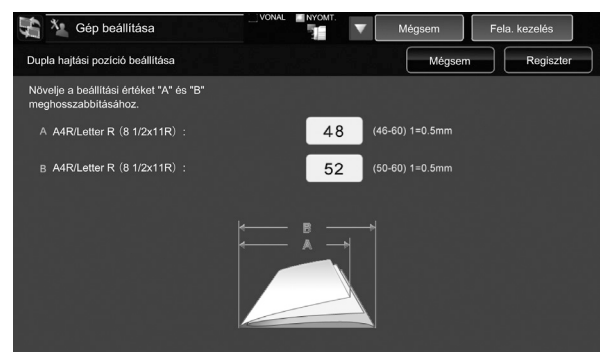 Gép beállítása
VONAL
NYOMT.
Mégsem
Fela. kezelés
Dupla hajtási pozíció beállítása
Mégsem
Regiszter
Növelje a beállítási értéket "A" és "B"
meghosszabbításához.
A A4R/Letter R (8 1/2x11R) : 48 (46-60) 1=0.5mm
B A4R/Letter R (8 1/2x11R) : 52 (50-60) 1=0.5mm
B
A